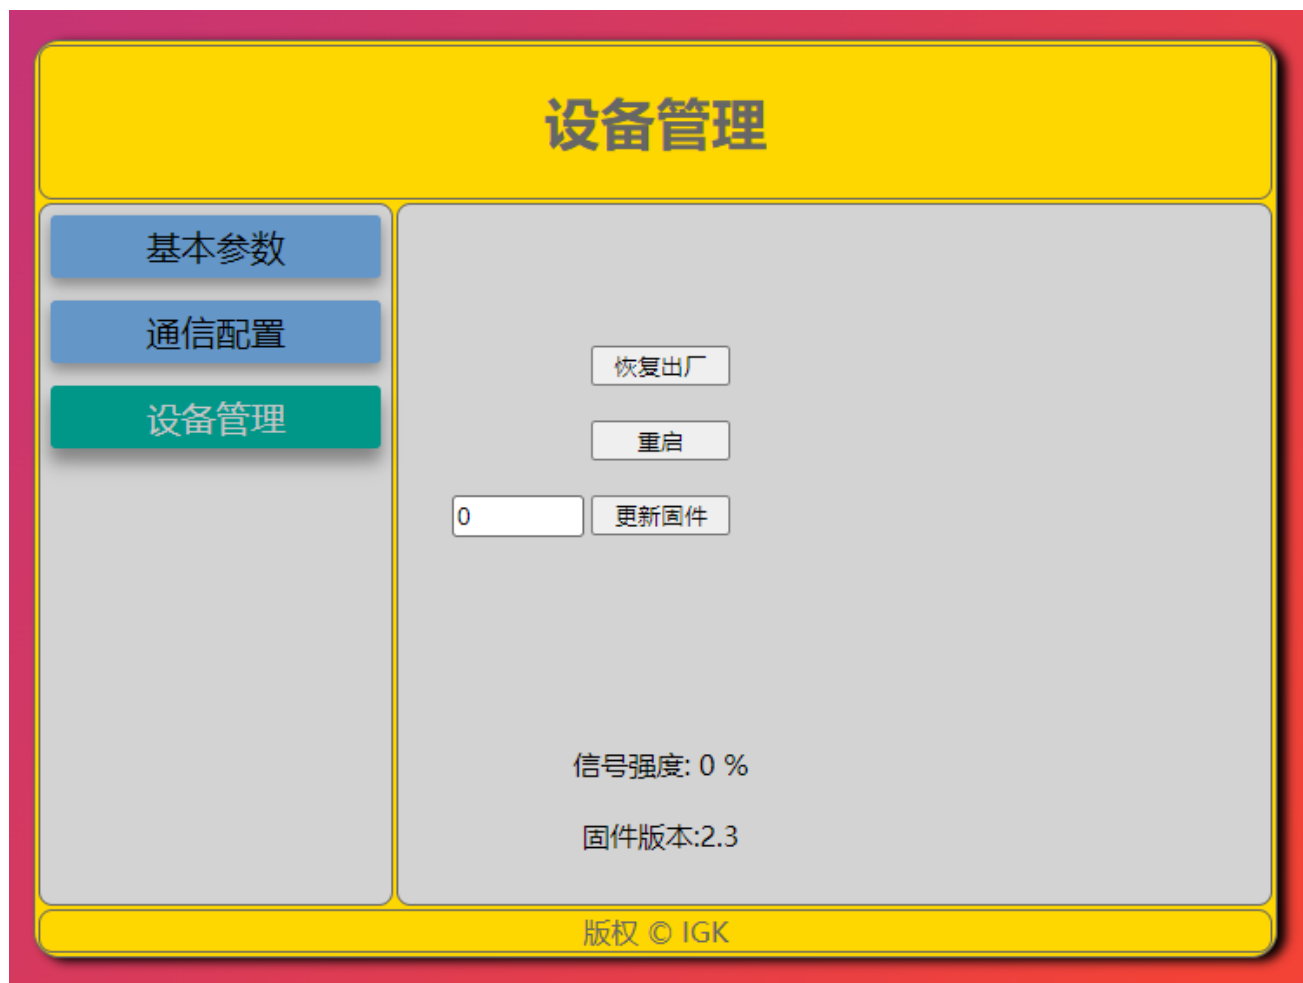 设备管理
基本参数
通信配置
设备管理
恢复出厂
重启
0 更新固件
信号强度: 0 %
固件版本:2.3
版权 © IGK